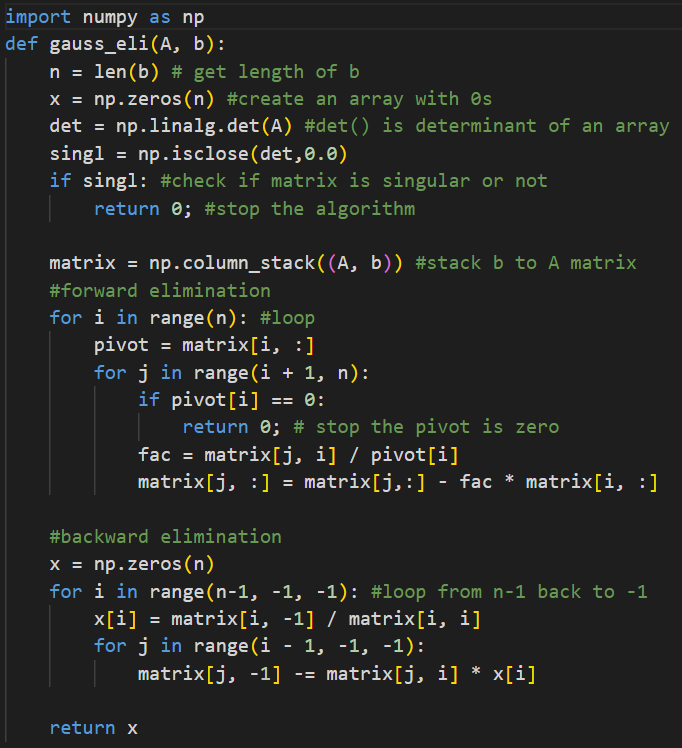 import numpy as np
def gauss_eli(A, b):
    n = len(b) # get length of b
    x = np.zeros(n) #create an array with 0s
    det = np.linalg.det(A) #det() is determinant of an array
    singl = np.isclose(det,0.0)
    if singl: #check if matrix is singular or not
        return 0; #stop the algorithm

    matrix = np.column_stack((A, b)) #stack b to A matrix
    #forward elimination
    for i in range(n): #loop
        pivot = matrix[i, :]
        for j in range(i + 1, n):
            if pivot[i] == 0:
                return 0; # stop the pivot is zero
            fac = matrix[j, i] / pivot[i]
            matrix[j, :] = matrix[j,:] - fac * matrix[i, :]

    #backward elimination
    x = np.zeros(n)
    for i in range(n-1, -1, -1): #loop from n-1 back to -1
        x[i] = matrix[i, -1] / matrix[i, i]
        for j in range(i - 1, -1, -1):
            matrix[j, -1] -= matrix[j, i] * x[i]

    return x